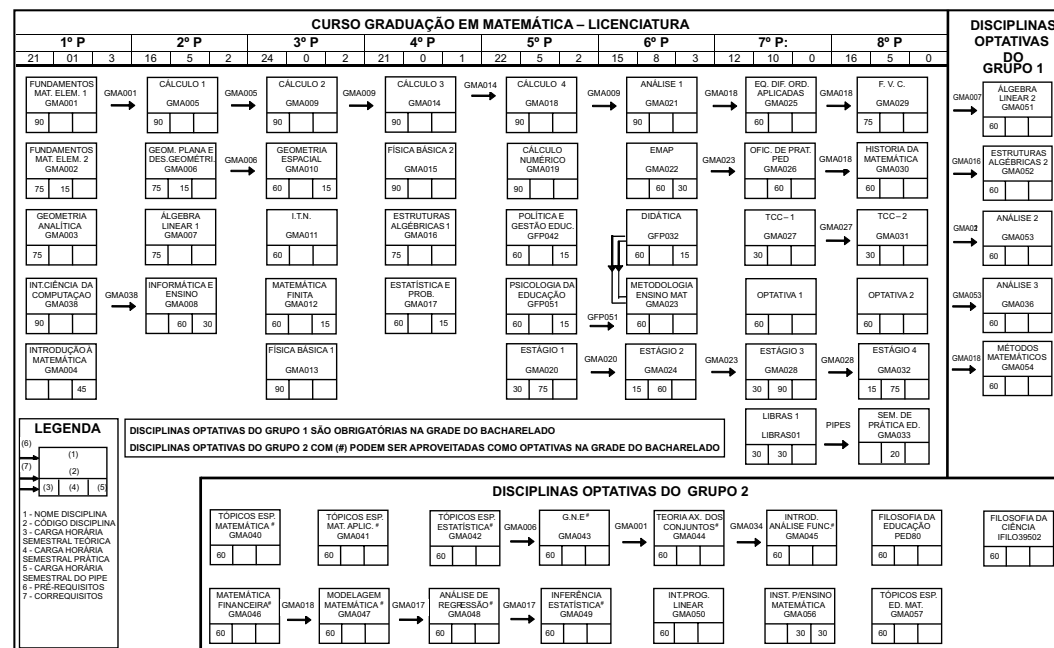 CURSO GRADUAÇÃO EM MATEMÁTICA – LICENCIATURA
DISCIPLINAS
OPTATIVAS
DO
GRUPO 1
1º P 2º P 3º P 4º P 5º P 6º P 7º P: 8º P
21 01 3 16 5 2 24 0 2 21 0 1 22 5 2 15 8 3 12 10 0 16 5 0
FUNDAMENTOS
MAT. ELEM. 1
GMA001
90
GMA001
CÁLCULO 1
GMA005
90
GMA005
CÁLCULO 2
GMA009
90
GMA009
CÁLCULO 3
GMA014
90
GMA014
CÁLCULO 4
GMA018
90
GMA009
ANÁLISE 1
GMA021
90
GMA018
EQ. DIF. ORD.
APLICADAS
GMA025
60
GMA018
F. V. C.
GMA029
75
GMA007
ÁLGEBRA
LINEAR 2
GMA051
60
FUNDAMENTOS
MAT. ELEM. 2
GMA002
75 15
GEOM. PLANA E
DES.GEOMÉTRI.
GMA006
75 15
GMA006
GEOMETRIA
ESPACIAL
GMA010
60 15
FÍSICA BÁSICA 2
GMA015
90
CÁLCULO
NUMÉRICO
GMA019
90
EMAP
GMA022
60 30
GMA023
OFIC. DE PRAT.
PED
GMA026
60
GMA018
HISTORIA DA
MATEMÁTICA
GMA030
60
GMA016
ESTRUTURAS
ALGÉBRICAS 2
GMA052
60
GEOMETRIA
ANALÍTICA
GMA003
75
ÁLGEBRA
LINEAR 1
GMA007
75
I.T.N.
GMA011
60
ESTRUTURAS
ALGÉBRICAS 1
GMA016
75
POLÍTICA E
GESTÃO EDUC.
GFP042
60 15
DIDÁTICA
GFP032
60 15
TCC– 1
GMA027
30
GMA027
TCC– 2
GMA031
30
ANÁLISE 2
GMA053
60
INT.CIÊNCIA DA
COMPUTAÇAO
GMA038
90
GMA038
INFORMÁTICA E
ENSINO
GMA008
60 30
MATEMÁTICA
FINITA
GMA012
60 15
ESTATÍSTICA E
PROB.
GMA017
60 15
PSICOLOGIA DA
EDUCAÇÃO
GFP051
60 15
GFP051
METODOLOGIA
ENSINO MAT
GMA023
60
OPTATIVA 1
60
OPTATIVA 2
60
GMA053
ANÁLISE 3
GMA036
60
INTRODUÇÃO À
MATEMÁTICA
GMA004
45
FÍSICA BÁSICA 1
GMA013
90
ESTÁGIO 1
GMA020
30 75
GMA020
ESTÁGIO 2
GMA024
15 60
GMA023
ESTÁGIO 3
GMA028
30 90
GMA028
ESTÁGIO 4
GMA032
15 75
GMA018
MÉTODOS
MATEMÁTICOS
GMA054
60
LIBRAS 1
LIBRAS01
30 30
PIPES
SEM. DE
PRÁTICA ED.
GMA033
20
LEGENDA
(6)
(1)
(7)
(2)
(3) (4) (5)
1 - NOME DISCIPLINA
2 - CÓDIGO DISCIPLINA
3 - CARGA HORÁRIA
SEMESTRAL TEÓRICA
4 - CARGA HORÁRIA
SEMESTRAL PRÁTICA
5 - CARGA HORÁRIA
SEMESTRAL DO PIPE
6 - PRÉ-REQUISITOS
7 - CORREQUISITOS
DISCIPLINAS OPTATIVAS DO GRUPO 1 SÃO OBRIGATÓRIAS NA GRADE DO BACHARELADO
DISCIPLINAS OPTATIVAS DO GRUPO 2 COM (#) PODEM SER APROVEITADAS COMO OPTATIVAS NA GRADE DO BACHARELADO
DISCIPLINAS OPTATIVAS DO GRUPO 2
TÓPICOS ESP.
MATEMÁTICA #
GMA040
60
TÓPICOS ESP.
MAT. APLIC. #
GMA041
60
TÓPICOS ESP.
ESTATÍSTICA#
GMA042
60
GMA006
G.N.E#
GMA043
60
GMA001
TEORIA AX. DOS
CONJUNTOS#
GMA044
60
GMA034
INTROD.
ANÁLISE FUNC.#
GMA045
60
FILOSOFIA DA
EDUCAÇÃO
PED80
60
FILOSOFIA DA
CIÊNCIA
IFILO39502
60
MATEMÁTICA
FINANCEIRA#
GMA046
60
GMA018
MODELAGEM
MATEMÁTICA #
GMA047
60
GMA017
ANÁLISE DE
REGRESSÃO#
GMA048
60
GMA017
INFERÊNCIA
ESTATÍSTICA#
GMA049
60
INT.PROG.
LINEAR
GMA050
60
INST. P/ENSINO
MATEMÁTICA
GMA056
30 30
TÓPICOS ESP.
ED. MAT.
GMA057
60